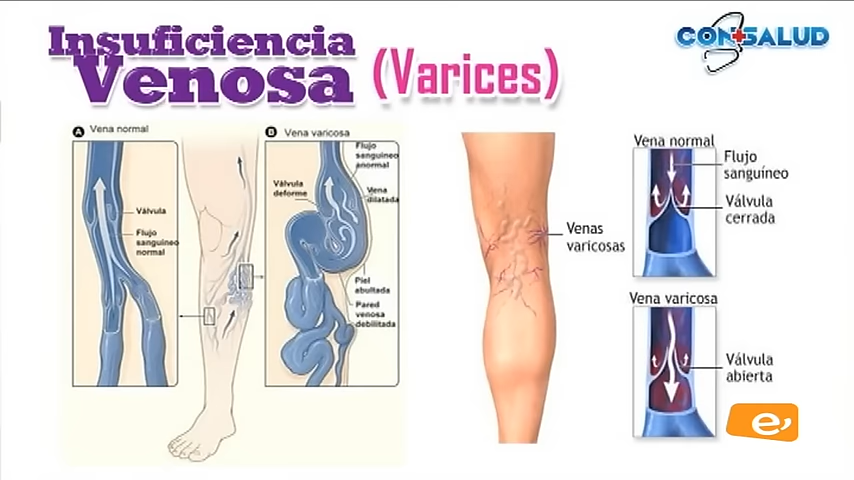 Insuficiencia
Venosa (Varices)
CONSALUD
A Vena normal
Válvula
Flujo
sanguíneo
normal
B Vena varicosa
Flujo
sanguíneo
anormal
Válvula
deforme
Vena
dilatada
Piel
abultada
Pared
venosa
debilitada
Venas
varicosas
Vena normal
Flujo
sanguíneo
Válvula
cerrada
Vena varicosa
Válvula
abierta
e